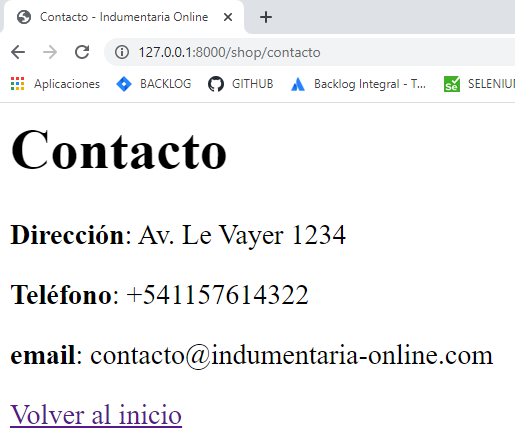 Contacto - Indumentaria Online
127.0.0.1:8000/shop/contacto
Aplicaciones BACKLOG GITHUB Backlog Integral - T... SELENIU
Contacto
Dirección: Av. Le Vayer 1234
Teléfono: +541157614322
email: contacto@indumentaria-online.com
Volver al inicio